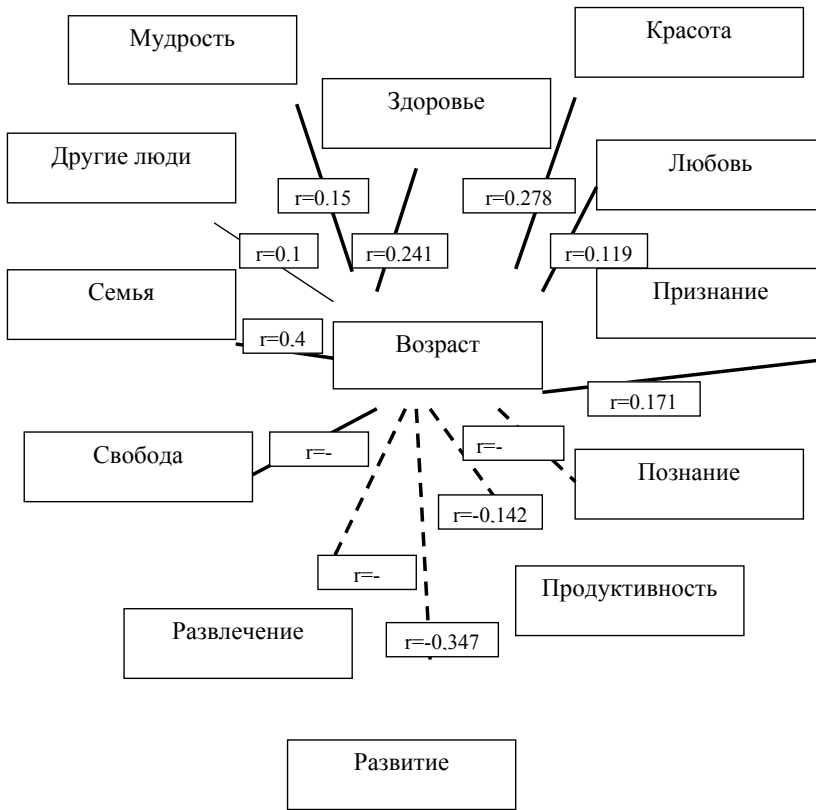 Мудрость
Красота
Здоровье
Другие люди
Любовь
r=0.15
r=0.278
r=0.1
r=0.241
r=0.119
Семья
Признание
r=0.4
Возраст
r=0.171
Свобода
r=-
r=-
Познание
r=-0.142
r=-
Продуктивность
Развлечение
r=-0.347
Развитие